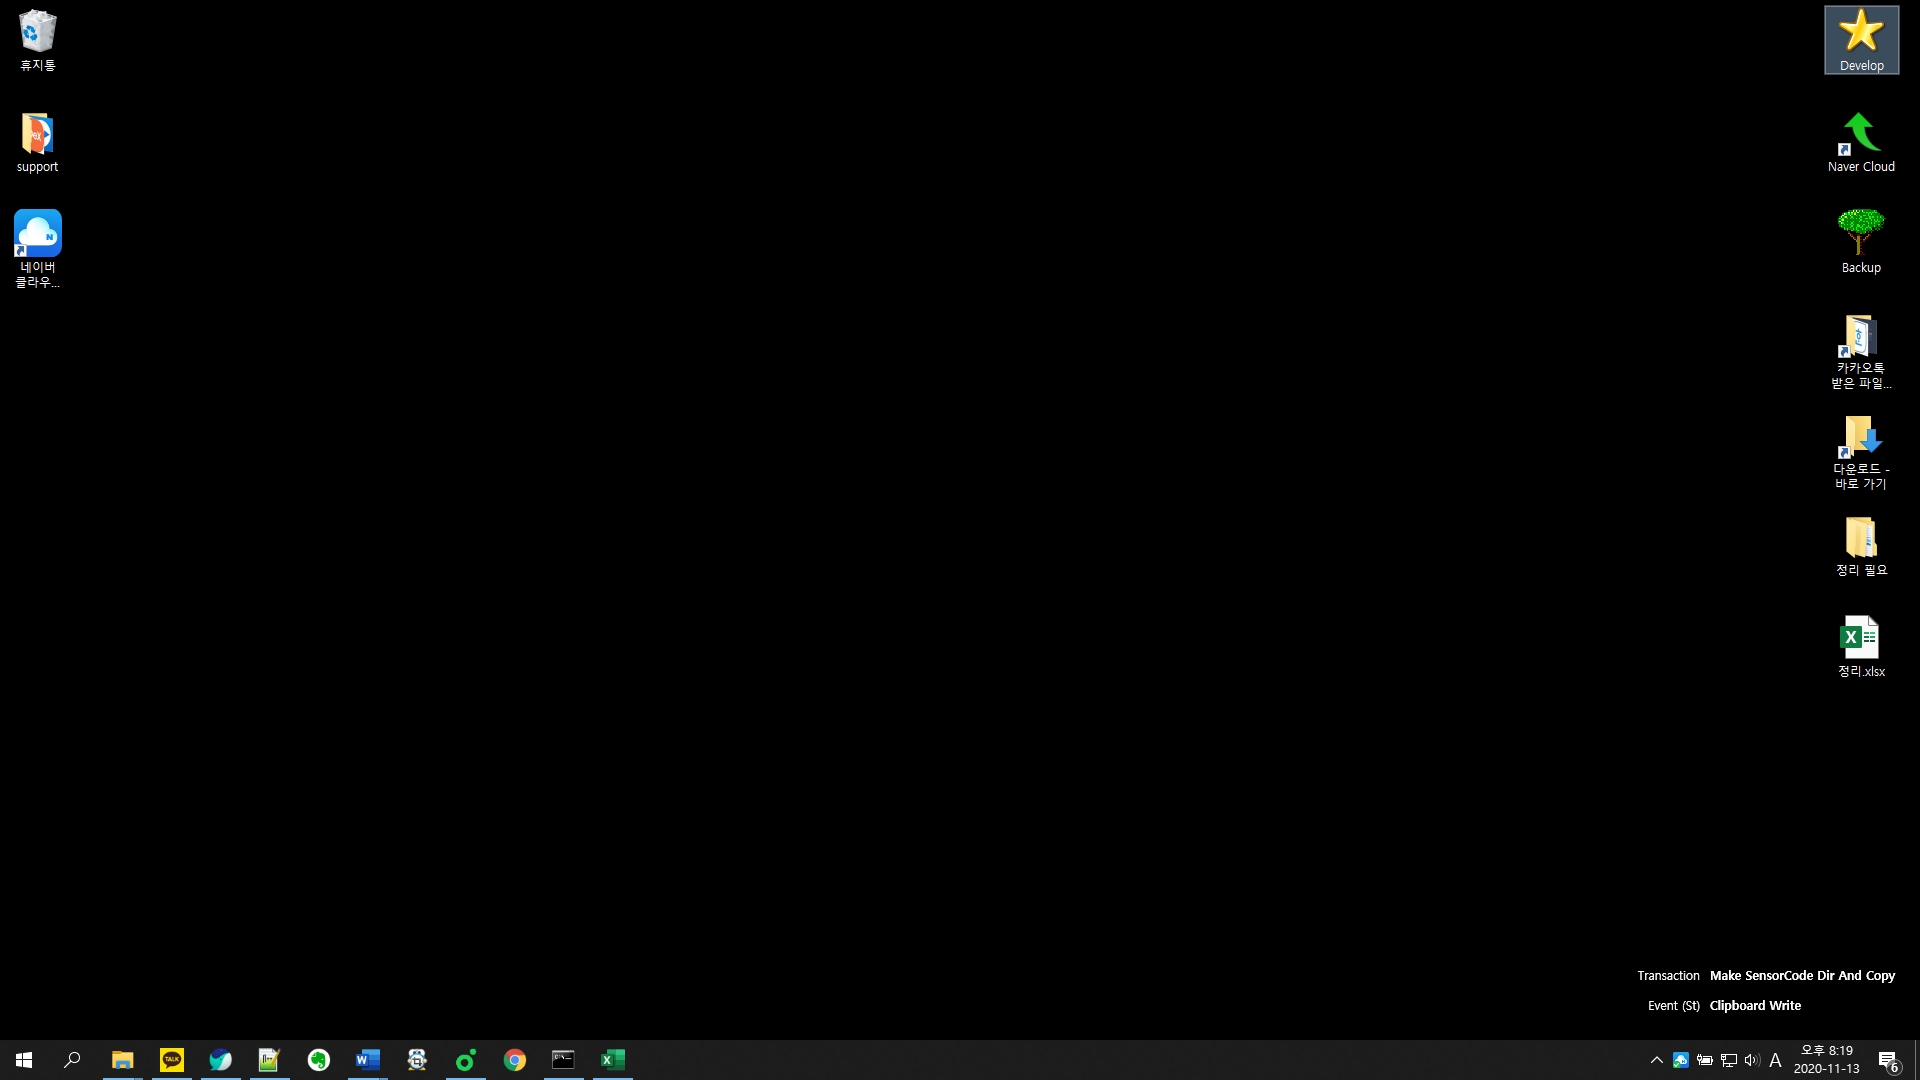 휴지통
support
네이버
클라우...
Develop
Naver Cloud
Backup
카카오톡
받은 파일...
다운로드 -
바로 가기
정리 필요
정리.xlsx
Transaction Make SensorCode Dir And Copy
Event (St) Clipboard Write
TALK
A
오후 8:19
2020-11-13
6